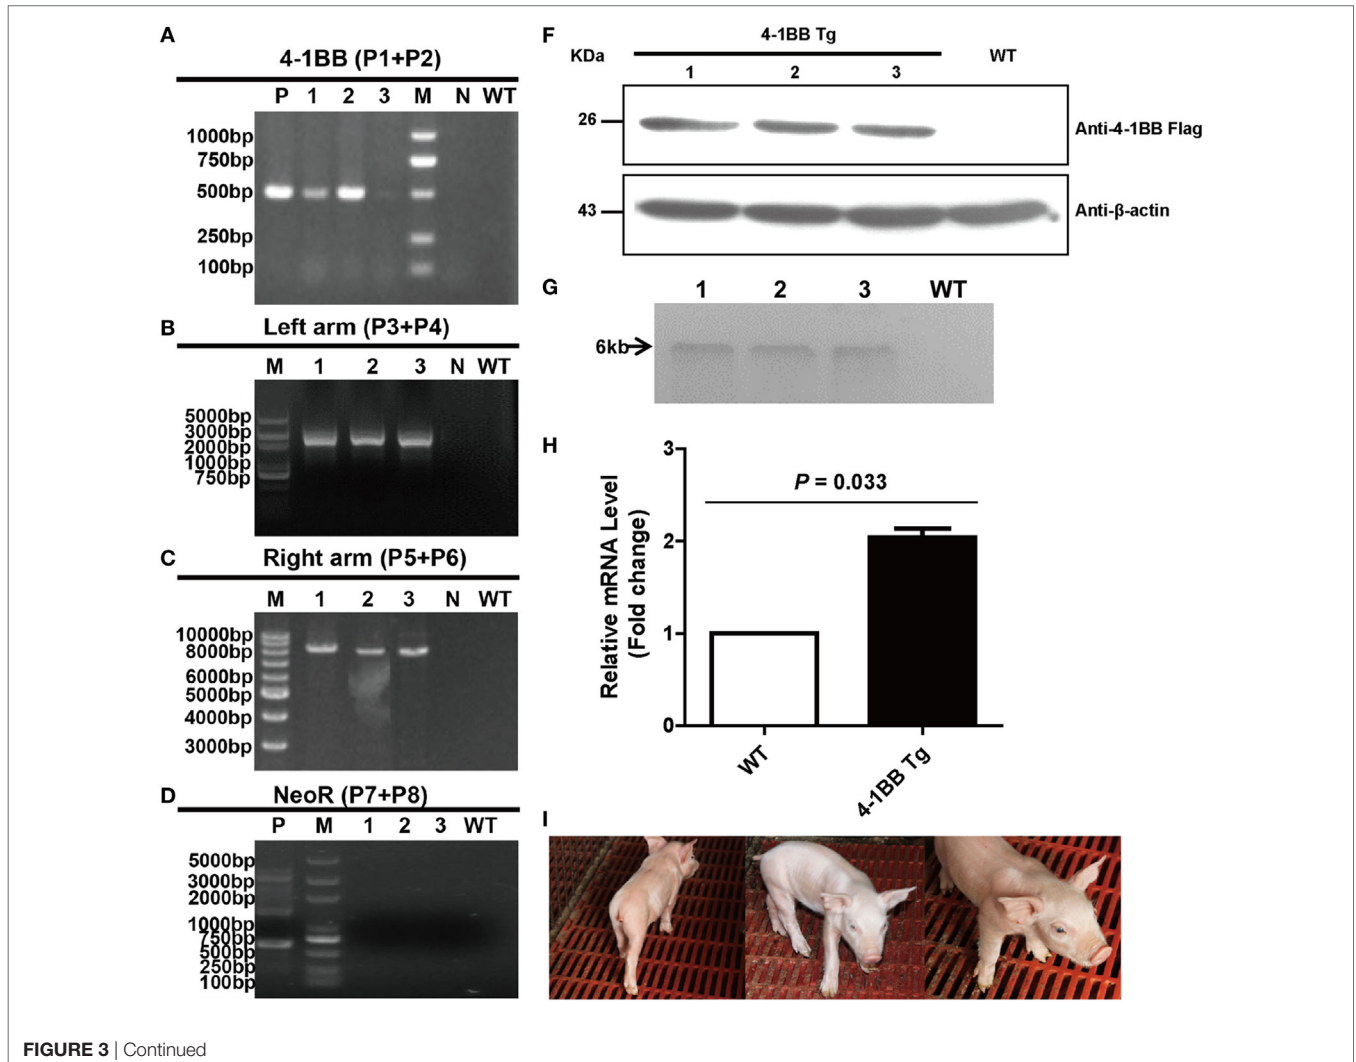 A
4-1BB (P1+P2)
P 1 2 3 M N WT
1000bp
750bp
500bp
250bp
100bp
B
Left arm (P3+P4)
M 1 2 3 N WT
5000bp
3000bp
2000bp
1000bp
750bp
C
Right arm (P5+P6)
M 1 2 3 N WT
10000bp
8000bp
6000bp
5000bp
4000bp
3000bp
D
NeoR (P7+P8)
P M 1 2 3 WT
5000bp
3000bp
2000bp
1000bp
750bp
500bp
250bp
100bp
F
4-1BB Tg
KDa
WT
1 2 3
26
Anti-4-1BB Flag
43
Anti-β-actin
G
1 2 3 WT
6kb
H
Relative mRNA Level
(Fold change)
3
2
1
0
P = 0.033
WT
4-1BB Tg
I
FIGURE 3 | Continued